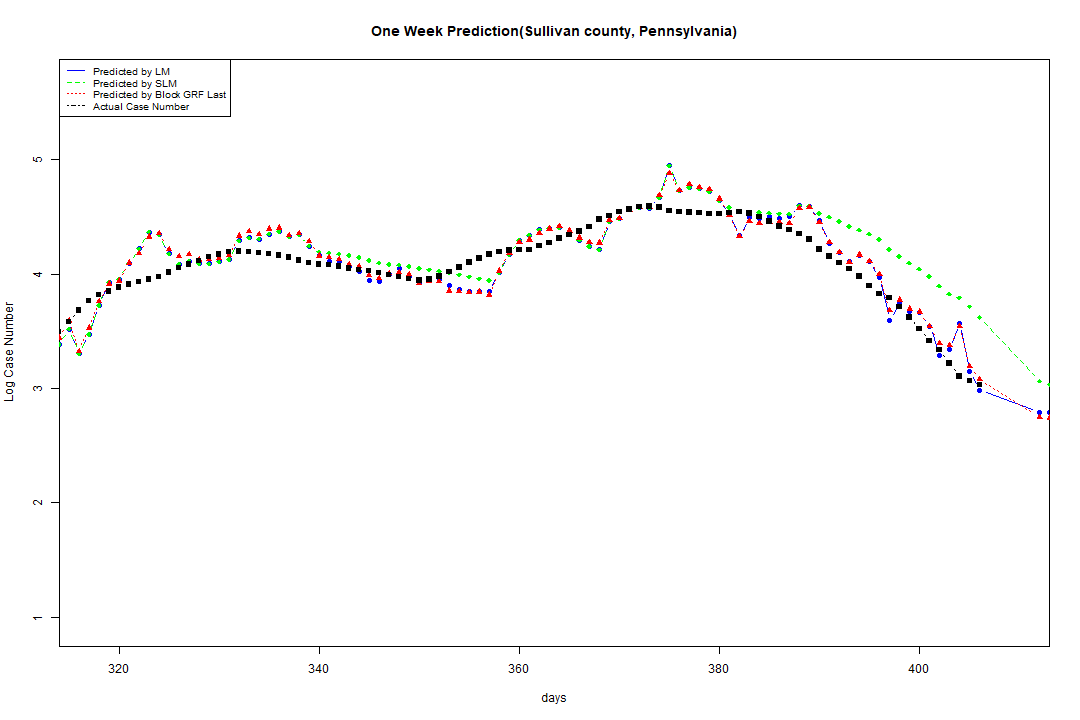 One Week Prediction(Sullivan county, Pennsylvania)
Predicted by LM
Predicted by SLM
Predicted by Block GRF Last
Actual Case Number
5
4
3
2
1
Log Case Number
320 340 360 380 400
days